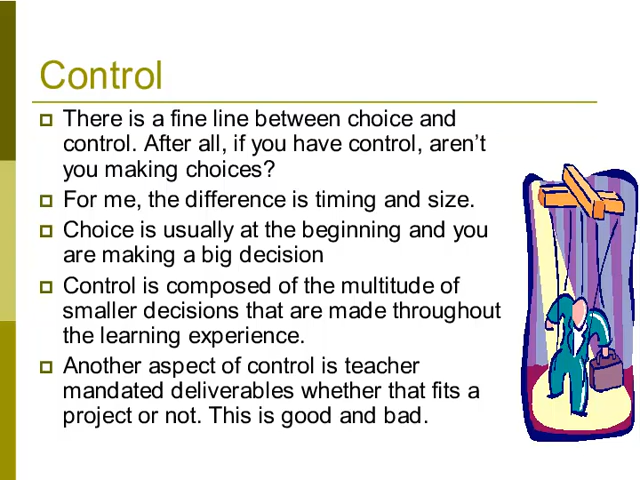 Control
There is a fine line between choice and
control. After all, if you have control, aren’t
you making choices?
For me, the difference is timing and size.
Choice is usually at the beginning and you
are making a big decision
Control is composed of the multitude of
smaller decisions that are made throughout
the learning experience.
Another aspect of control is teacher
mandated deliverables whether that fits a
project or not. This is good and bad.